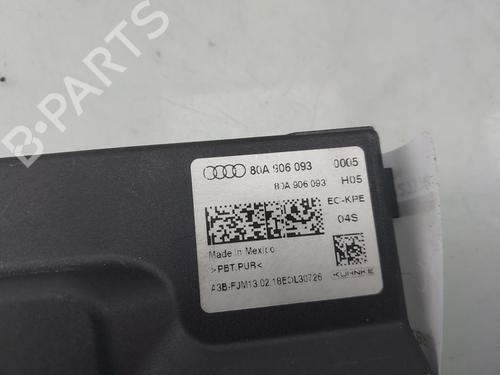 80A 906 093 0005
80A 906 093 H05
EC-KPE
04S
Made in Mexico
>PBT,PUR<
A3B-FJM13.02.18EOL30726
KUHNKE
B-PARTS